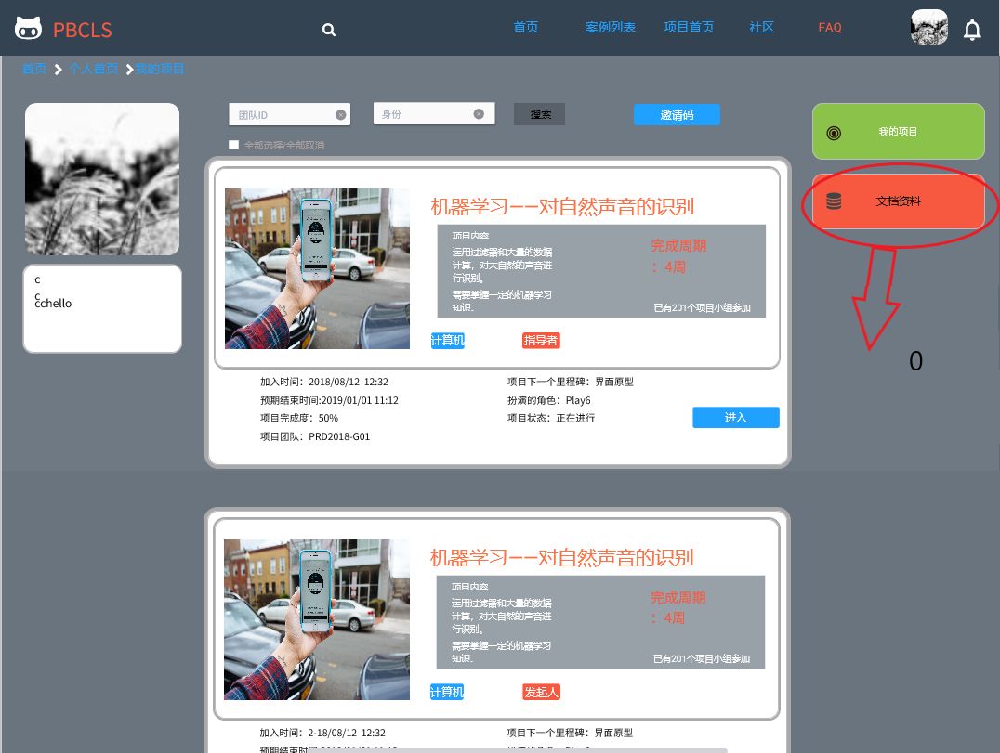 PBCLS
首页
案例列表
项目首页
社区
FAQ
首页
个人首页
我的项目
团队ID
身份
搜索
邀请码
全部选择/全部取消
我的项目
文档资料
0
c
c
cchello
机器学习——对自然声音的识别
项目内容
运用过滤器和大量的数据
计算，对大自然的声音进
行识别。
需要掌握一定的机器学习
知识。
完成周期
：4周
已有201个项目小组参加
计算机
指导者
加入时间：2018/08/12 12:32
预期结束时间:2019/01/01 11:12
项目完成度：50%
项目团队：PRD2018-G01
项目下一个里程碑：界面原型
扮演的角色：Play6
项目状态：正在进行
进入
机器学习——对自然声音的识别
项目内容
运用过滤器和大量的数据
计算，对大自然的声音进
行识别。
需要掌握一定的机器学习
知识。
完成周期
：4周
已有201个项目小组参加
计算机
发起人
加入时间：2-18/08/12 12:32
项目下一个里程碑：界面原型
预期结束时